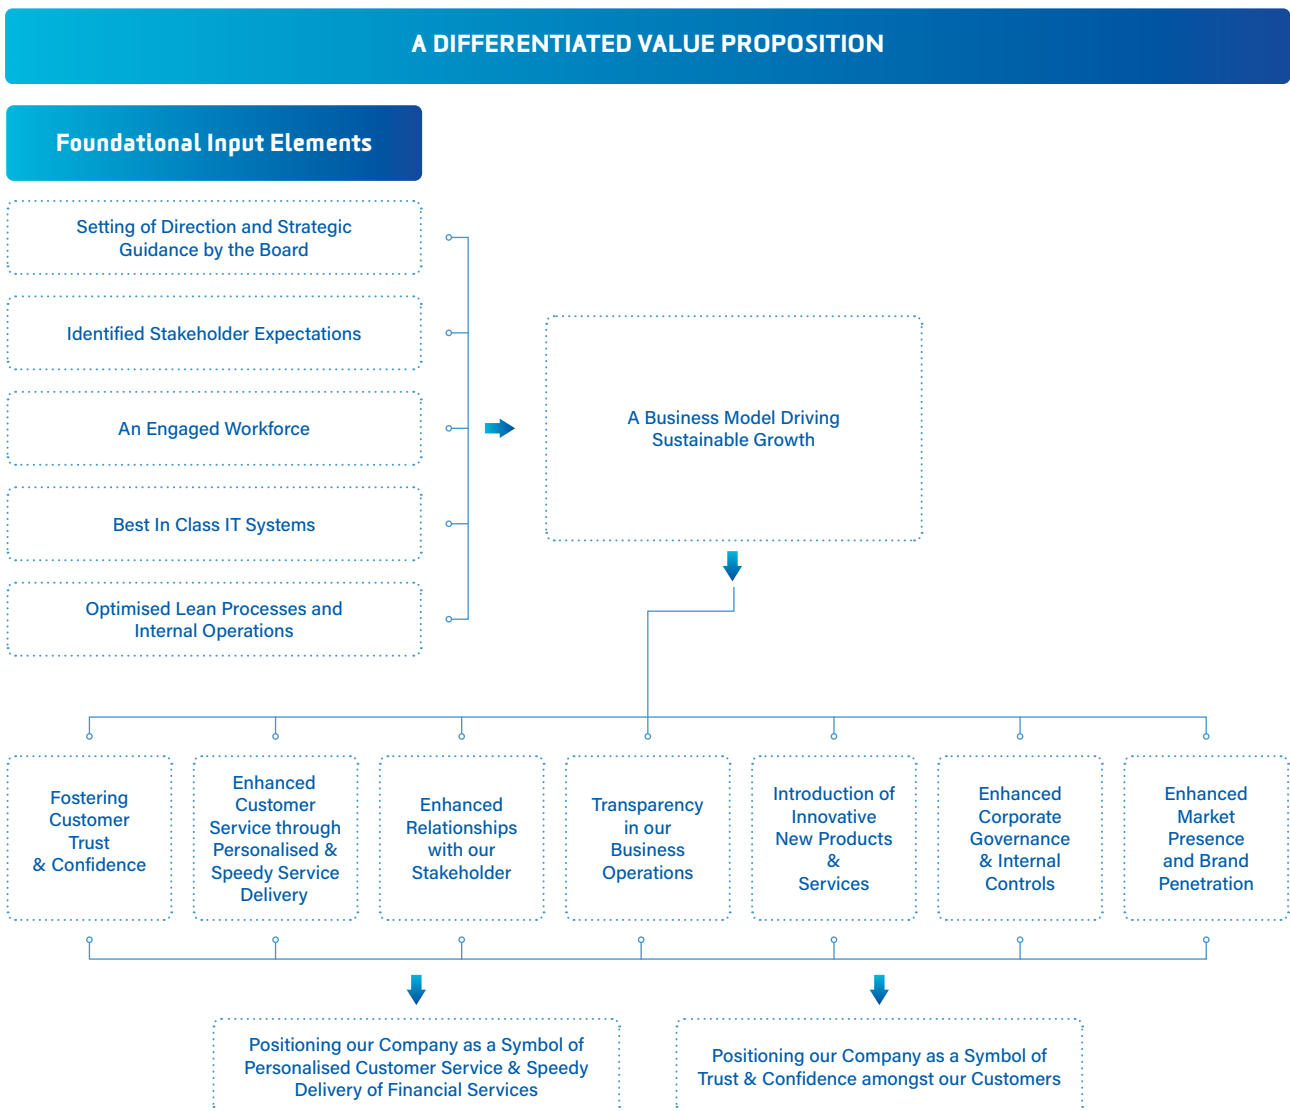 A DIFFERENTIATED VALUE PROPOSITION
Foundational Input Elements
Setting of Direction and Strategic
Guidance by the Board
Identified Stakeholder Expectations
An Engaged Workforce
Best In Class IT Systems
Optimised Lean Processes and
Internal Operations
A Business Model Driving
Sustainable Growth
Fostering
Customer
Trust
& Confidence
Enhanced
Customer
Service through
Personalised &
Speedy Service
Delivery
Enhanced
Relationships
with our
Stakeholder
Transparency
in our
Business
Operations
Introduction of
Innovative
New Products
&
Services
Enhanced
Corporate
Governance
& Internal
Controls
Enhanced
Market
Presence
and Brand
Penetration
Positioning our Company as a Symbol of
Personalised Customer Service & Speedy
Delivery of Financial Services
Positioning our Company as a Symbol of
Trust & Confidence amongst our Customers